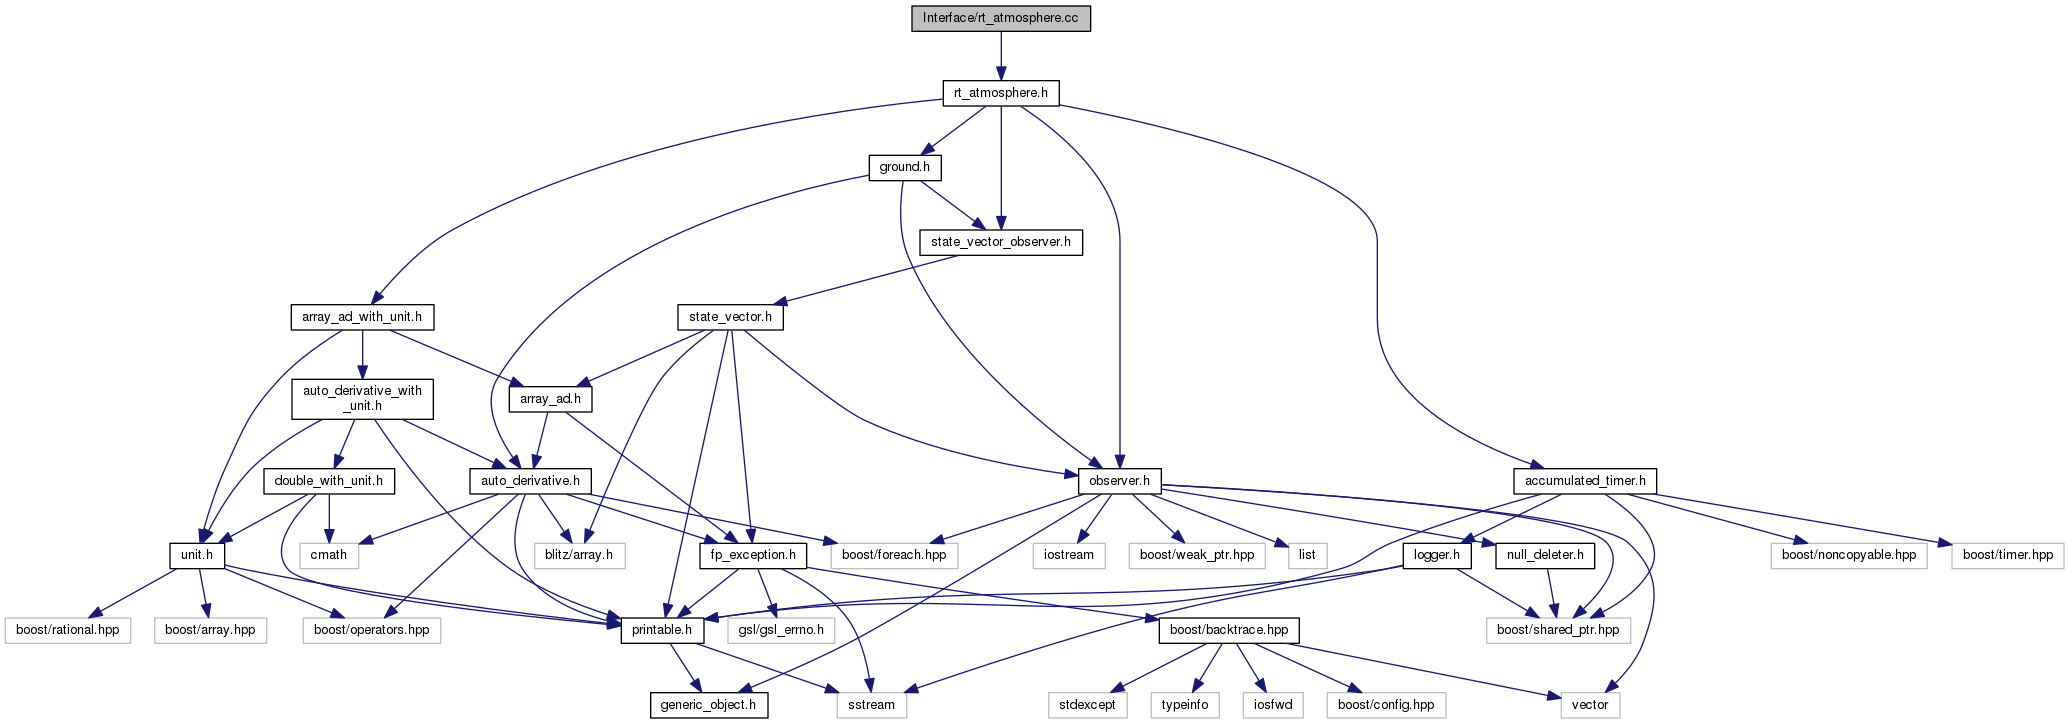 Interface/rt_atmosphere.cc
rt_atmosphere.h
ground.h
state_vector_observer.h
array_ad_with_unit.h
state_vector.h
auto_derivative_with
_unit.h
array_ad.h
double_with_unit.h
auto_derivative.h
observer.h
accumulated_timer.h
unit.h
cmath
blitz/array.h
fp_exception.h
boost/foreach.hpp
iostream
boost/weak_ptr.hpp
list
logger.h
null_deleter.h
boost/noncopyable.hpp
boost/timer.hpp
boost/rational.hpp
boost/array.hpp
boost/operators.hpp
printable.h
gsl/gsl_errno.h
boost/backtrace.hpp
boost/shared_ptr.hpp
generic_object.h
sstream
stdexcept
typeinfo
iosfwd
boost/config.hpp
vector